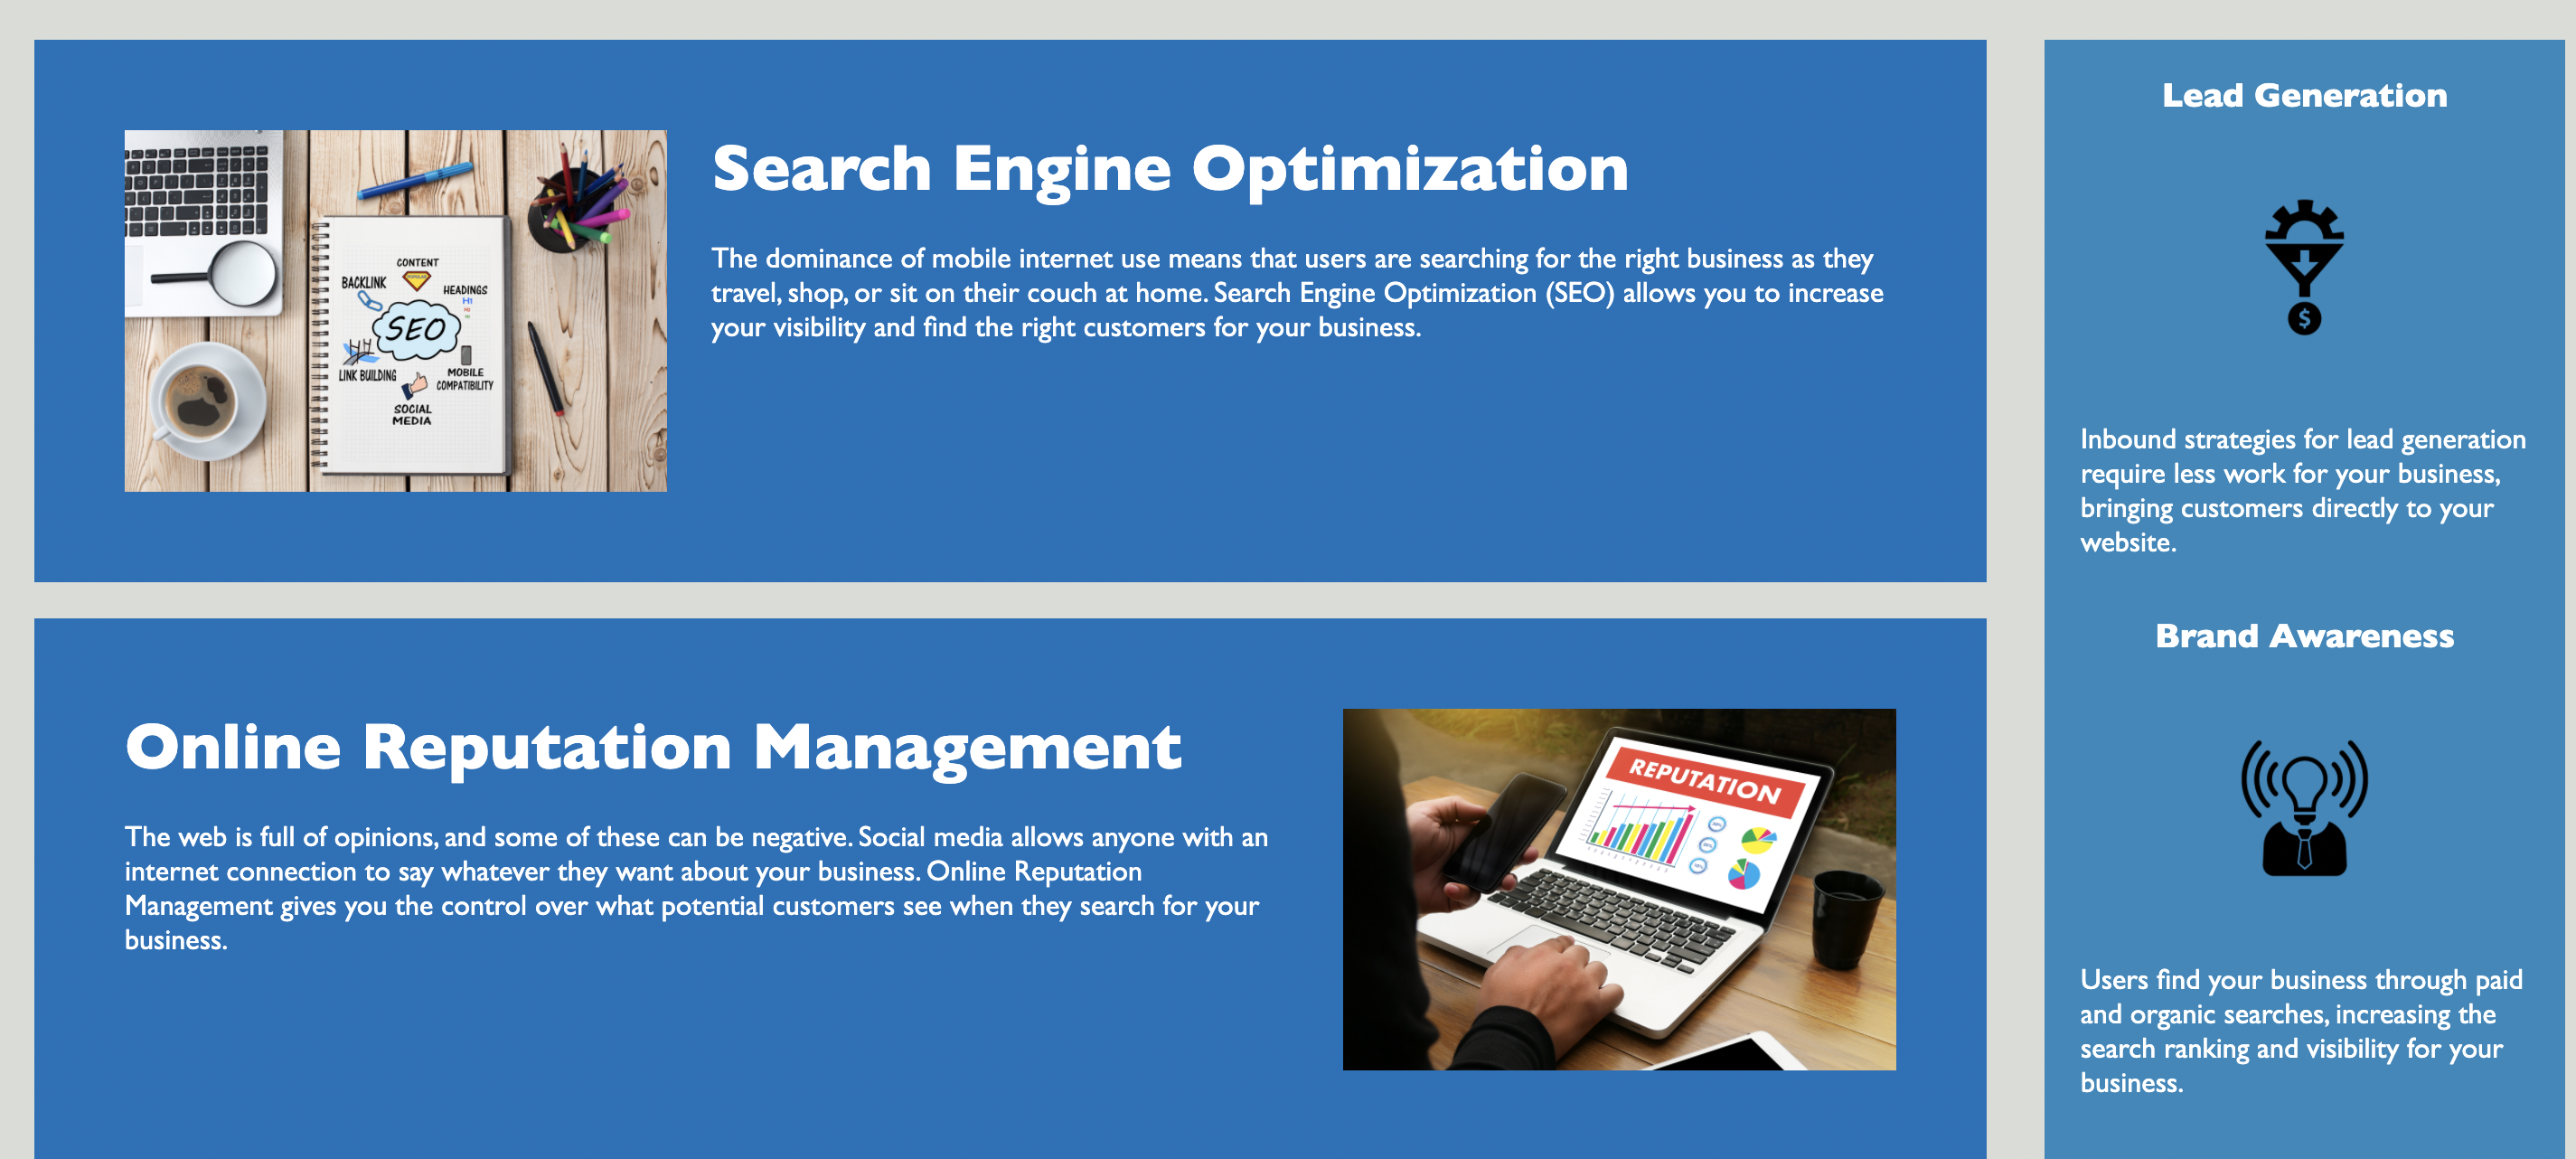 Search Engine Optimization
The dominance of mobile internet use means that users are searching for the right business as they
travel, shop, or sit on their couch at home. Search Engine Optimization (SEO) allows you to increase
your visibility and find the right customers for your business.
CONTENT
BACKLINK
HEADINGS
H1
SEO
LINK BUILDING
MOBILE
COMPATIBILITY
SOCIAL
MEDIA
Online Reputation Management
The web is full of opinions, and some of these can be negative. Social media allows anyone with an
internet connection to say whatever they want about your business. Online Reputation
Management gives you the control over what potential customers see when they search for your
business.
REPUTATION
Lead Generation
$
Inbound strategies for lead generation
require less work for your business,
bringing customers directly to your
website.
Brand Awareness
Users find your business through paid
and organic searches, increasing the
search ranking and visibility for your
business.